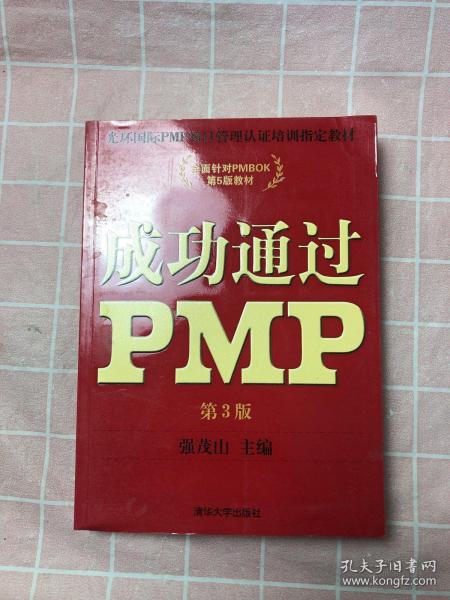 光环国际PMP项目管理认证培训指定教材
全面针对PMBOK
第5版教材
成功通过
PMP
第3版
强茂山 主编
清华大学出版社
孔夫子旧书网
www.kongfz.com